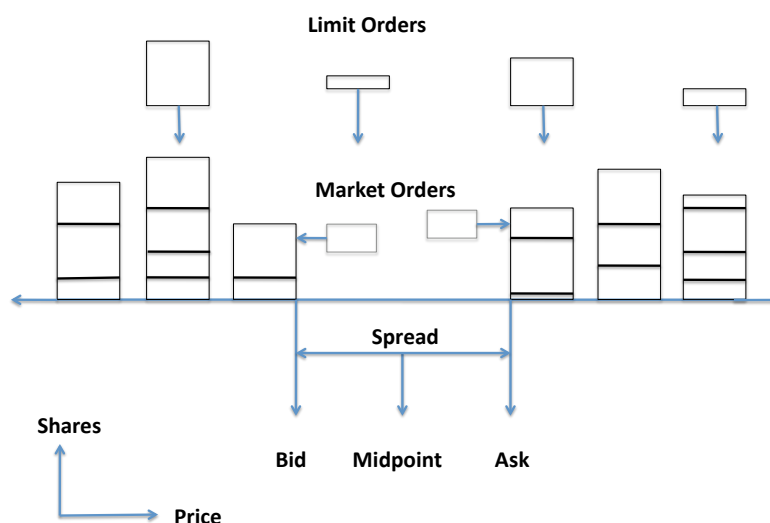 Limit Orders
Market Orders
Spread
Shares
Bid Midpoint Ask
Price